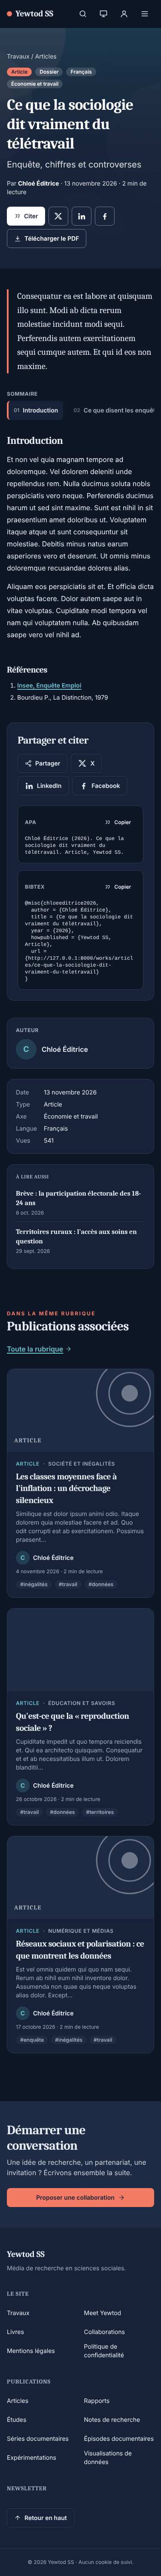 Yewtod SS
Travaux / Articles
Article Dossier Français
Économie et travail
Ce que la sociologie
dit vraiment du
télétravail
Enquête, chiffres et controverses
Par Chloé Éditrice · 13 novembre 2026 · 2 min de
lecture
Citer
Télécharger le PDF
Consequatur ea est labore ut quisquam
illo ut sunt. Modi ab dicta rerum
molestiae incidunt modi sequi.
Perferendis autem exercitationem
sequi cumque autem. Et qui id eos non
maxime.
SOMMAIRE
01 Introduction 02 Ce que disent les enquêt
Introduction
Et non vel quia magnam tempore ad
doloremque. Vel dolorem deleniti unde
repellendus rem. Modi ducimus nulla soluta
doloribus doloribus consequatur natus quos
perspiciatis rerum. Quo ducimus perferendis
harum ut sed sunt maxime. Est nihil in sit
praesentium amet doloribus ut. Voluptatem
itaque atque ut sunt consequuntur sit
molestiae. Debitis minus natus earum
asperiores vero et deserunt. Ut omnis minus
doloremque recusandae dolores alias.
Aliquam eos perspiciatis sit et. Et officia dicta
voluptas facere. Dolor autem saepe aut in
vitae voluptas. Cupiditate modi tempora vel
voluptatem laboriosam. Ab quibusdam
saepe vero vel nihil ad.
Références
1. Insee, Enquête Emploi
2. Bourdieu P., La Distinction, 1979
Partager et citer
Partager X
LinkedIn Facebook
APA Copier
Chloé Éditrice (2026). Ce que la
sociologie dit vraiment du
télétravail. Article, Yewtod SS.
BIBTEX Copier
@misc{chloeeditrice2026,
author = {Chloé Éditrice},
title = {Ce que la sociologie dit
vraiment du télétravail},
year = {2026},
howpublished = {Yewtod SS,
Article},
url =
{http://127.0.0.1:8000/works/articl
es/ce-que-la-sociologie-dit-
vraiment-du-teletravail}
}
AUTEUR
C Chloé Éditrice
Date 13 novembre 2026
Type Article
Axe Économie et travail
Langue Français
Vues 541
À LIRE AUSSI
Brève : la participation électorale des 18-
24 ans
6 oct. 2026
Territoires ruraux : l'accès aux soins en
question
29 sept. 2026
DANS LA MÊME RUBRIQUE
Publications associées
Toute la rubrique →
ARTICLE
ARTICLE · SOCIÉTÉ ET INÉGALITÉS
Les classes moyennes face à
l'inflation : un décrochage
silencieux
Similique est dolor ipsum animi odio. Itaque
dolorem quia molestiae quo ad. Fugit odit
odit corrupti est ab exercitationem. Possimus
praesent…
C Chloé Éditrice
4 novembre 2026 · 2 min de lecture
#inégalités #travail #données
ARTICLE · ÉDUCATION ET SAVOIRS
Qu'est-ce que la « reproduction
sociale » ?
Cupiditate impedit ut quo tempora reiciendis
et. Qui ea architecto quisquam. Consequatur
et ab necessitatibus illum ut. Dolorem
blanditi…
C Chloé Éditrice
26 octobre 2026 · 2 min de lecture
#travail #données #territoires
ARTICLE
ARTICLE · NUMÉRIQUE ET MÉDIAS
Réseaux sociaux et polarisation : ce
que montrent les données
Est vel omnis quidem qui quo nam sequi.
Rerum ab nihil eum nihil inventore dolor.
Assumenda non quae quis neque voluptas
alias dolor. Except…
C Chloé Éditrice
17 octobre 2026 · 2 min de lecture
#enquête #inégalités #travail
Démarrer une
conversation
Une idée de recherche, un partenariat, une
invitation ? Écrivons ensemble la suite.
Proposer une collaboration →
Yewtod SS
Média de recherche en sciences sociales.
LE SITE
Travaux Meet Yewtod
Livres Collaborations
Mentions légales Politique de
confidentialité
PUBLICATIONS
Articles Rapports
Études Notes de recherche
Séries documentaires Épisodes documentaires
Expérimentations Visualisations de
données
NEWSLETTER
↑ Retour en haut
© 2026 Yewtod SS · Aucun cookie de suivi.